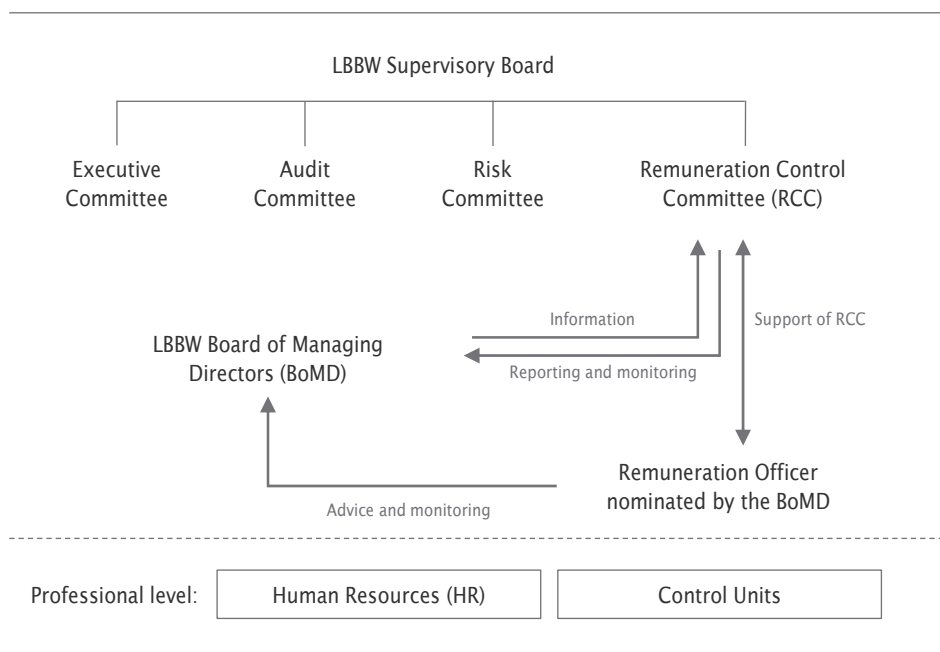 LBBW Supervisory Board
Executive
Committee
Audit
Committee
Risk
Committee
Remuneration Control
Committee (RCC)
Information
Support of RCC
LBBW Board of Managing
Directors (BoMD)
Reporting and monitoring
Remuneration Officer
nominated by the BoMD
Advice and monitoring
Professional level:
Human Resources (HR)
Control Units